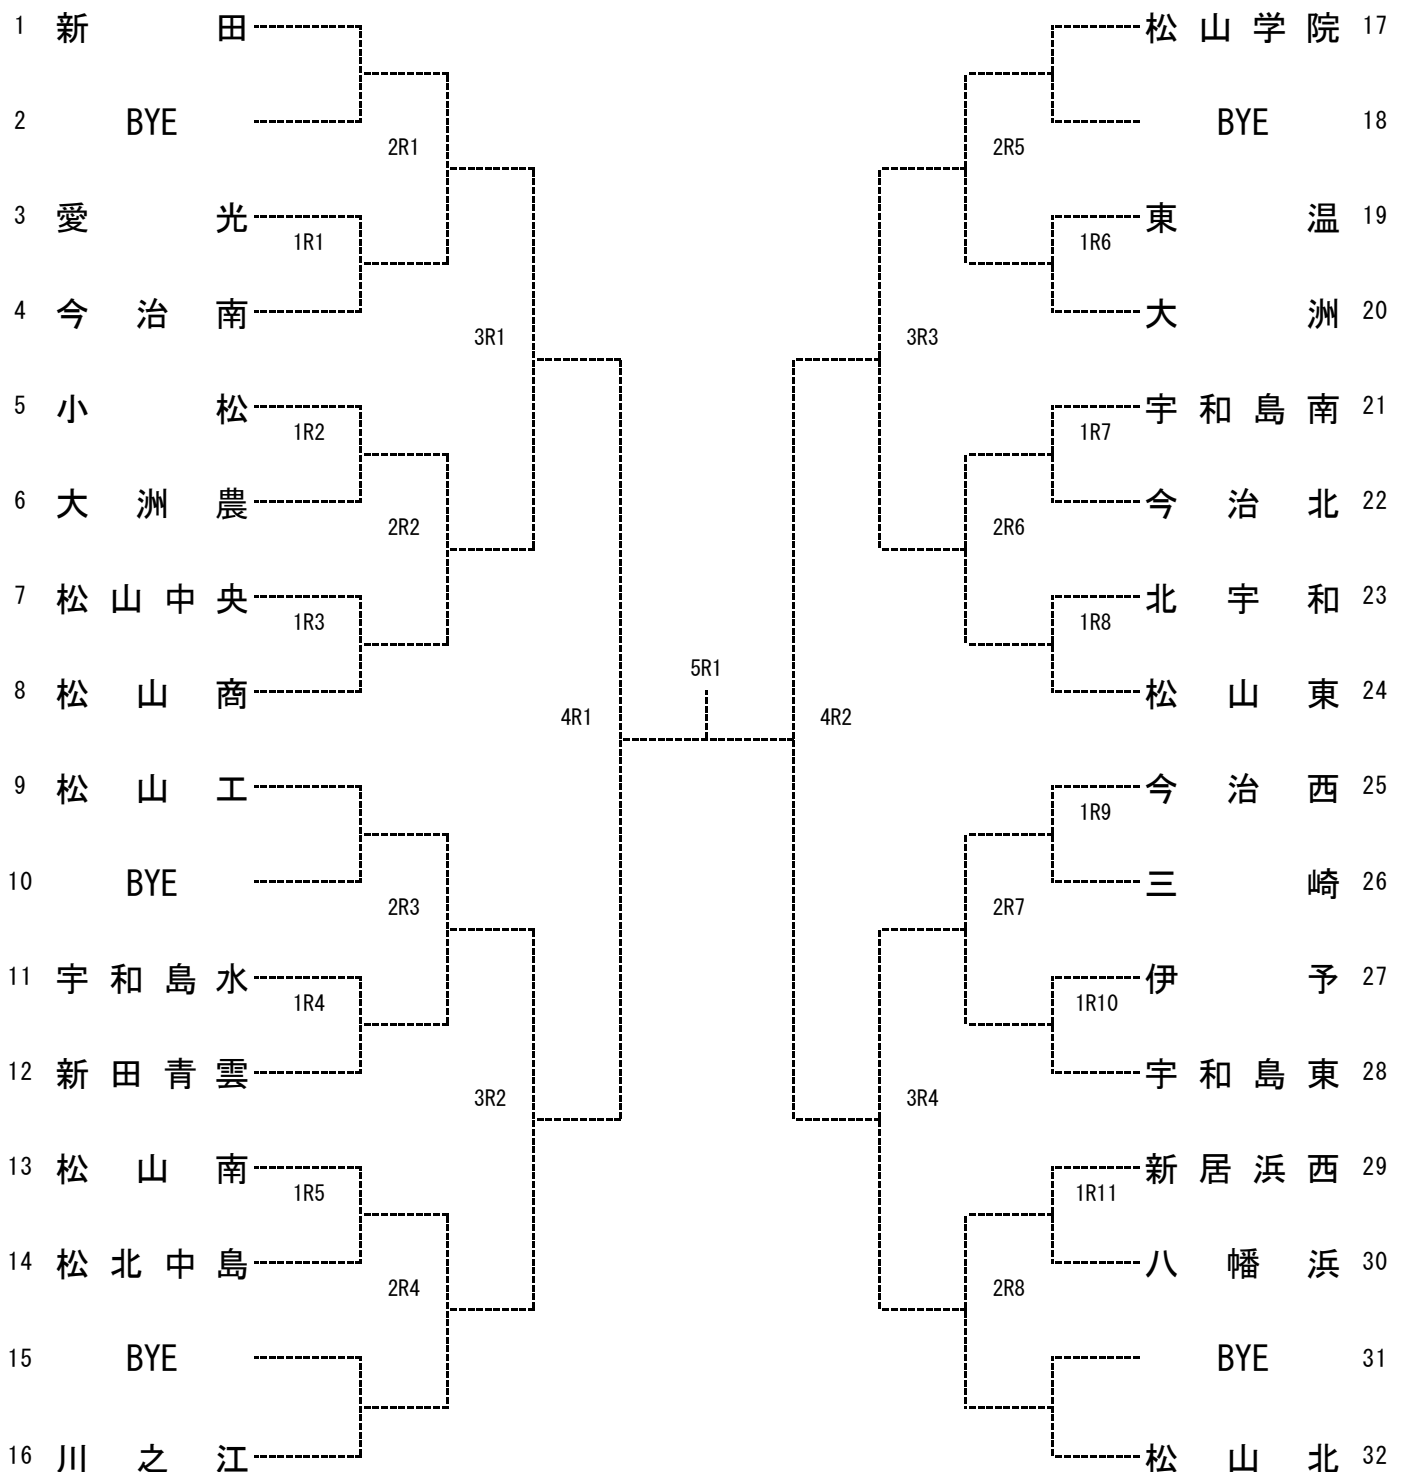 1 新田 松山学院 17
2 BYE BYE 18
2R1 2R5
3 愛光 東温 19
1R1 1R6
4 今治南 大洲 20
3R1 3R3
5 小松 宇和島南 21
1R2 1R7
6 大洲農 今治北 22
2R2 2R6
7 松山中央 北宇和 23
1R3 1R8
5R1
8 松山商 松山東 24
4R1 4R2
9 松山工 今治西 25
1R9
10 BYE 三崎 26
2R3 2R7
11 宇和島水 伊予 27
1R4 1R10
12 新田青雲 宇和島東 28
3R2 3R4
13 松山南 新居浜西 29
1R5 1R11
14 松北中島 八幡浜 30
2R4 2R8
15 BYE BYE 31
16 川之江 松山北 32